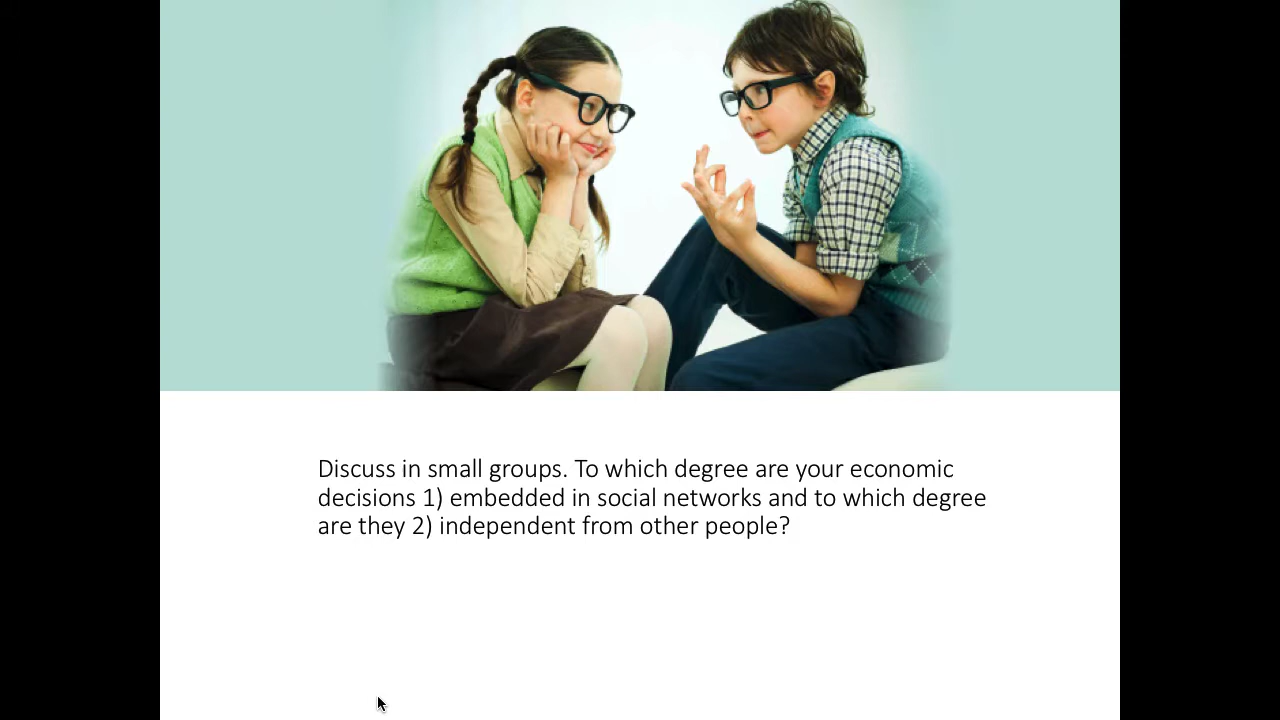 Discuss in small groups. To which degree are your economic
decisions 1) embedded in social networks and to which degree
are they 2) independent from other people?